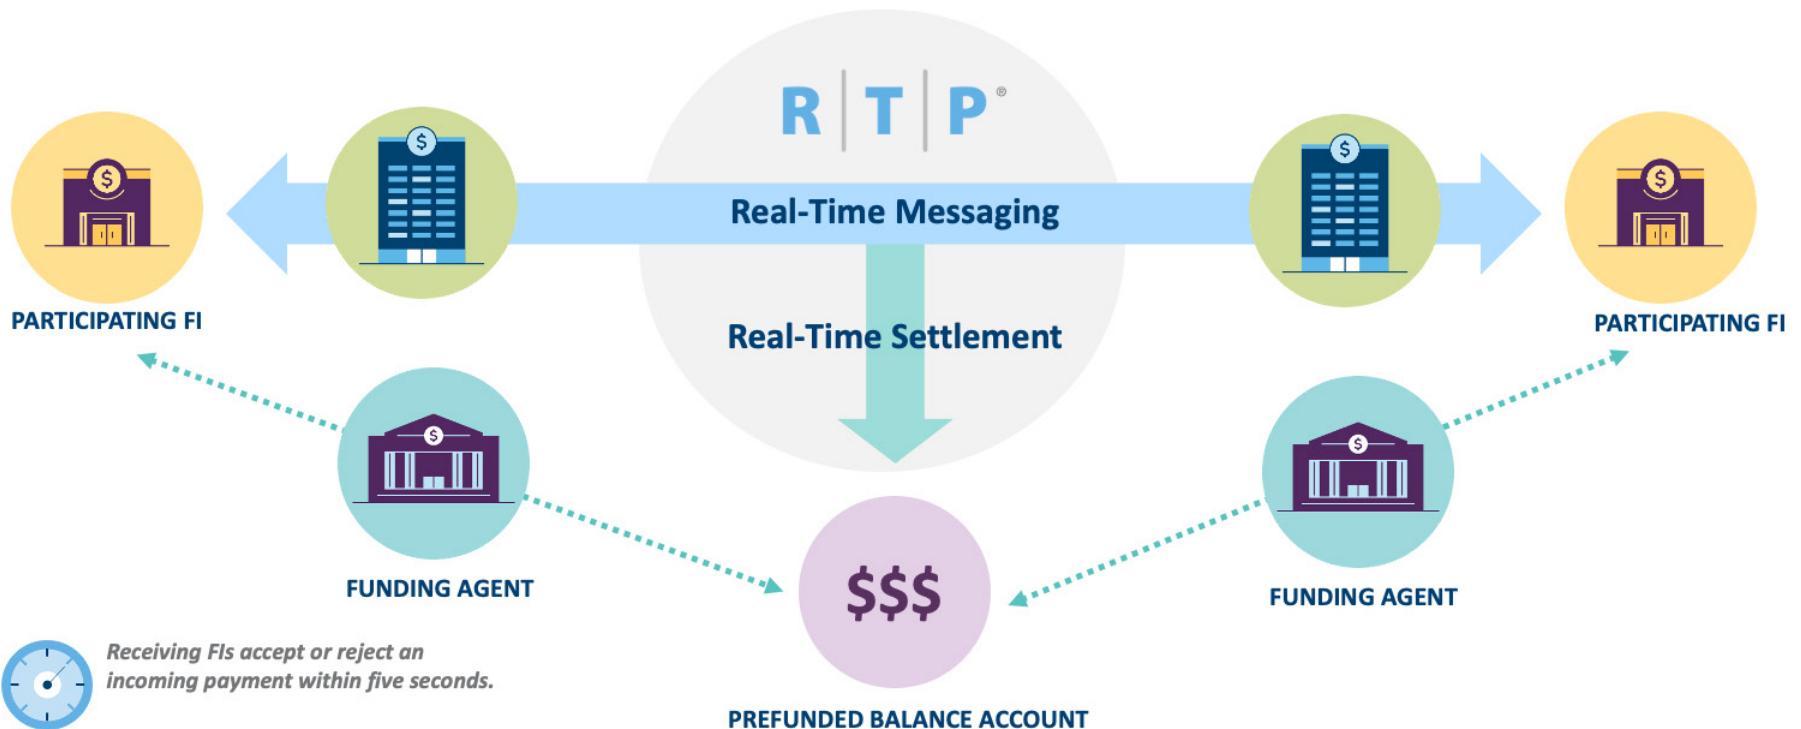 R|T|P®
Real-Time Messaging
Real-Time Settlement
PARTICIPATING FI
PARTICIPATING FI
FUNDING AGENT
FUNDING AGENT
$
$
$
$
$
$
$$$
PREFUNDED BALANCE ACCOUNT
Receiving FIs accept or reject an
incoming payment within five seconds.